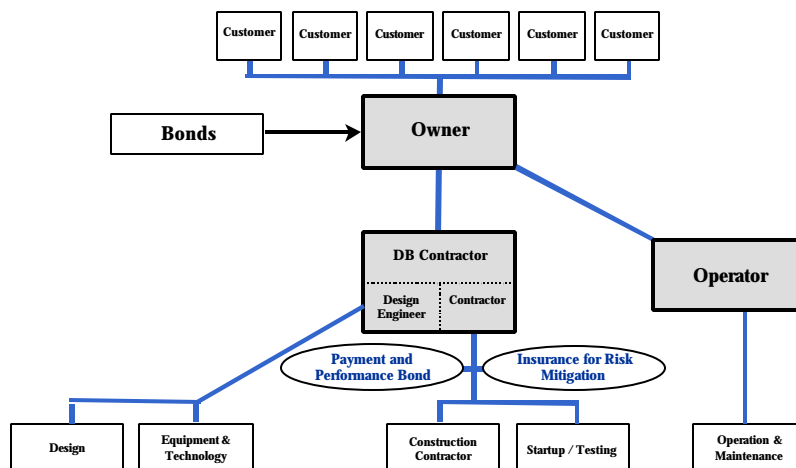 Customer Customer Customer Customer Customer Customer
Owner
Bonds
DB Contractor
Operator
Design
Engineer
Contractor
Payment and
Performance Bond
Insurance for Risk
Mitigation
Design
Equipment &
Technology
Construction
Contractor
Startup / Testing
Operation &
Maintenance